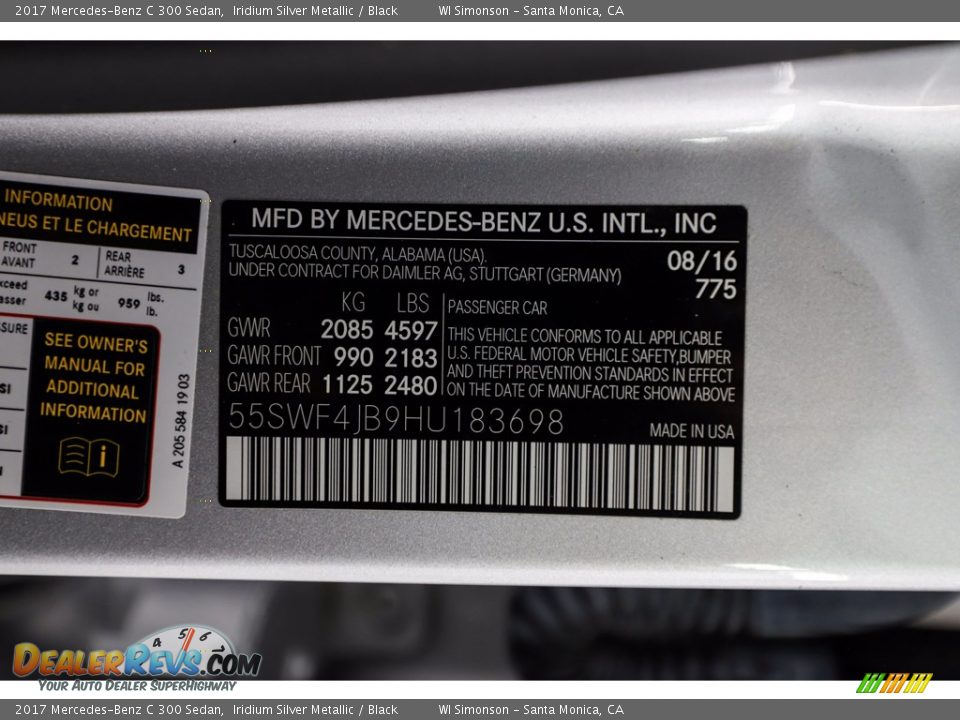 2017 Mercedes-Benz C 300 Sedan,  Iridium Silver Metallic / Black     WI Simonson - Santa Monica, CA
INFORMATION
NEUS ET LE CHARGEMENT
FRONT 2 REAR 3
AVANT ARRIÈRE
435 kg or 959 lbs.
kg ou lb.
SEE OWNER'S
MANUAL FOR
ADDITIONAL
INFORMATION
i
A 205 584 19 03
MFD BY MERCEDES-BENZ U.S. INTL., INC
TUSCALOOSA COUNTY, ALABAMA (USA). 08/16
UNDER CONTRACT FOR DAIMLER AG, STUTTGART (GERMANY)
775
KG LBS
GVWR 2085 4597
GAWR FRONT 990 2183
GAWR REAR 1125 2480
PASSENGER CAR
THIS VEHICLE CONFORMS TO ALL APPLICABLE
U.S. FEDERAL MOTOR VEHICLE SAFETY,BUMPER
AND THEFT PREVENTION STANDARDS IN EFFECT
ON THE DATE OF MANUFACTURE SHOWN ABOVE
55SWF4JB9HU183698
MADE IN USA
4 5 6 7
DEALERREVS.COM
YOUR AUTO DEALER SUPERHIGHWAY
2017 Mercedes-Benz C 300 Sedan,  Iridium Silver Metallic / Black     WI Simonson - Santa Monica, CA